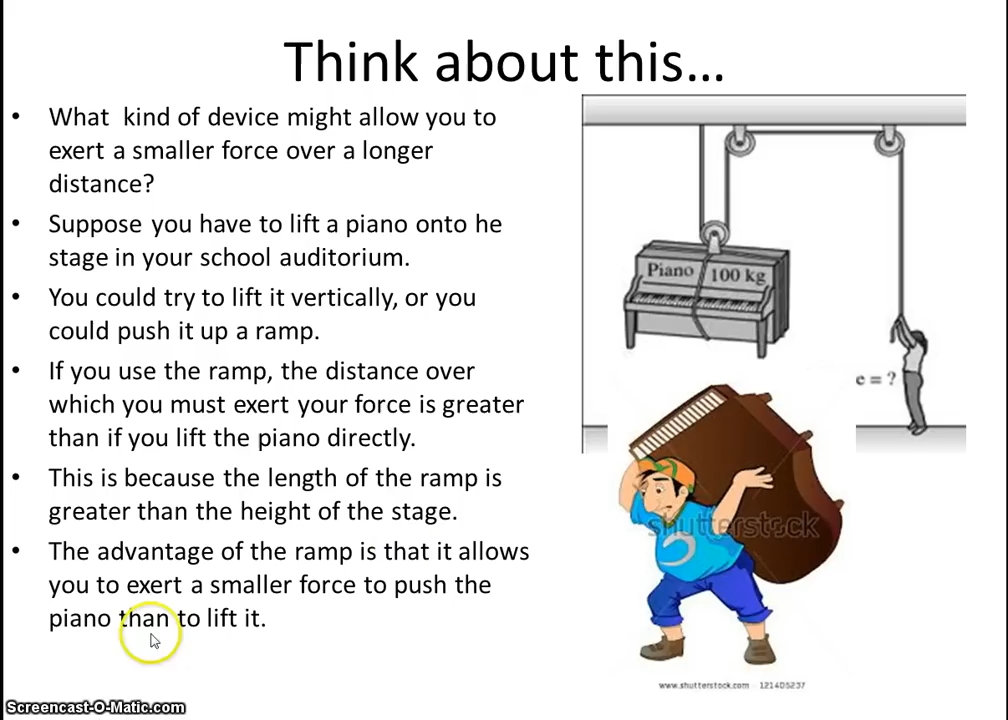 Think about this...
• What kind of device might allow you to
exert a smaller force over a longer
distance?
• Suppose you have to lift a piano onto he
stage in your school auditorium.
• You could try to lift it vertically, or you
could push it up a ramp.
• If you use the ramp, the distance over
which you must exert your force is greater
than if you lift the piano directly.
• This is because the length of the ramp is
greater than the height of the stage.
• The advantage of the ramp is that it allows
you to exert a smaller force to push the
piano than to lift it.
Piano 100 kg
e = ?
shutterstock
www.shutterstock.com · 121405237
Screencast-O-Matic.com